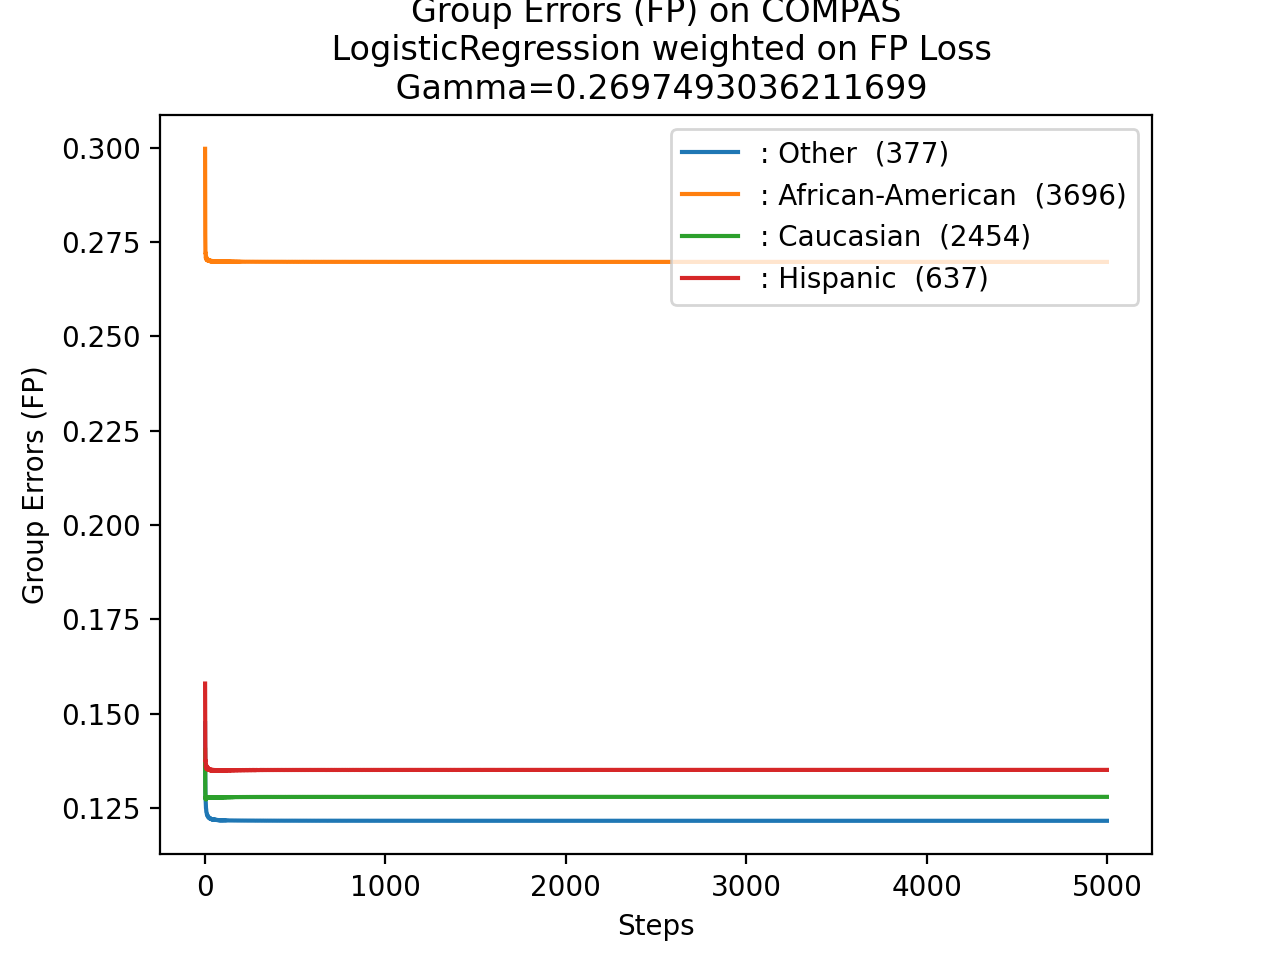 Group Errors (FP) on COMPAS
LogisticRegression weighted on FP Loss
Gamma=0.2697493036211699
: Other (377)
: African-American (3696)
: Caucasian (2454)
: Hispanic (637)
Group Errors (FP)
0.300
0.275
0.250
0.225
0.200
0.175
0.150
0.125
0 1000 2000 3000 4000 5000
Steps